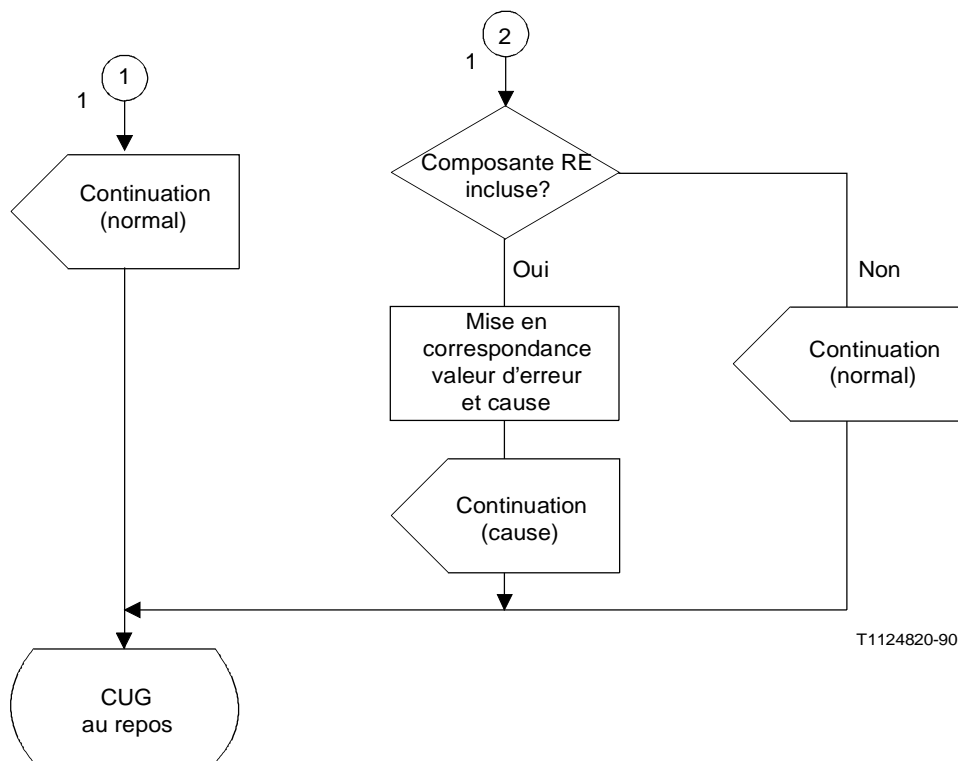 1
1
Continuation
(normal)
2
1
Composante RE
incluse?
Oui
Non
Mise en
correspondance
valeur d'erreur
et cause
Continuation
(normal)
Continuation
(cause)
T1124820-90
CUG
au repos